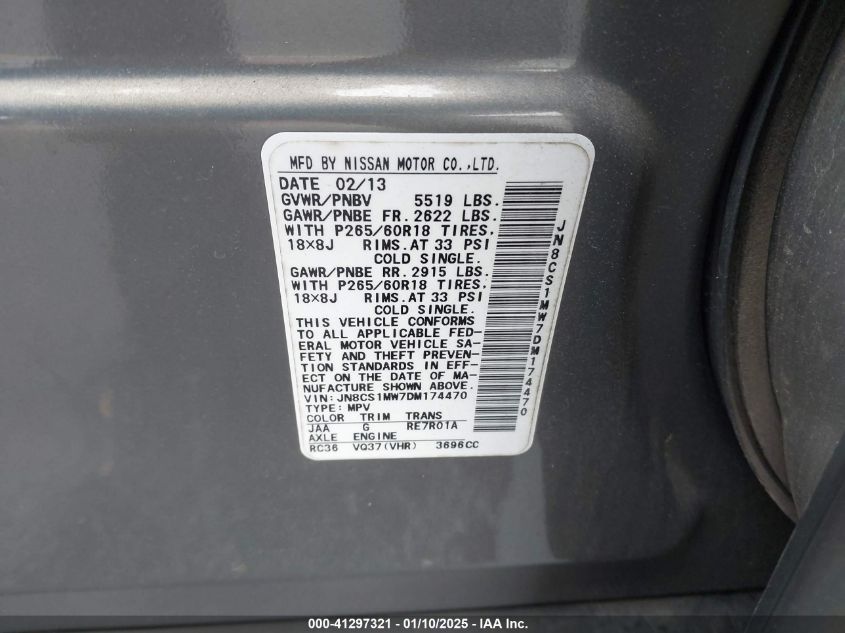 MFD BY NISSAN MOTOR CO.,LTD.
DATE 02/13
GVWR/PNBV 5519 LBS.
GAWR/PNBE FR. 2622 LBS.
WITH P265/60R18 TIRES.
18×8J RIMS. AT 33 PSI
COLD SINGLE.
GAWR/PNBE RR. 2915 LBS.
WITH P265/60R18 TIRES.
18×8J RIMS. AT 33 PSI
COLD SINGLE.
THIS VEHICLE CONFORMS
TO ALL APPLICABLE FED-
ERAL MOTOR VEHICLE SA-
FETY AND THEFT PREVEN-
TION STANDARDS IN EFF-
ECT ON THE DATE OF MA-
NUFACTURE SHOWN ABOVE.
VIN: JN8CS1MW7DM174470
TYPE: MPV
COLOR TRIM TRANS
JAA G RE7R01A
AXLE ENGINE
RC36 VQ37(VHR) 3696CC
JN8CS1MW7DM174470
000-41297321 / 01/10/2025 - IAA Inc.